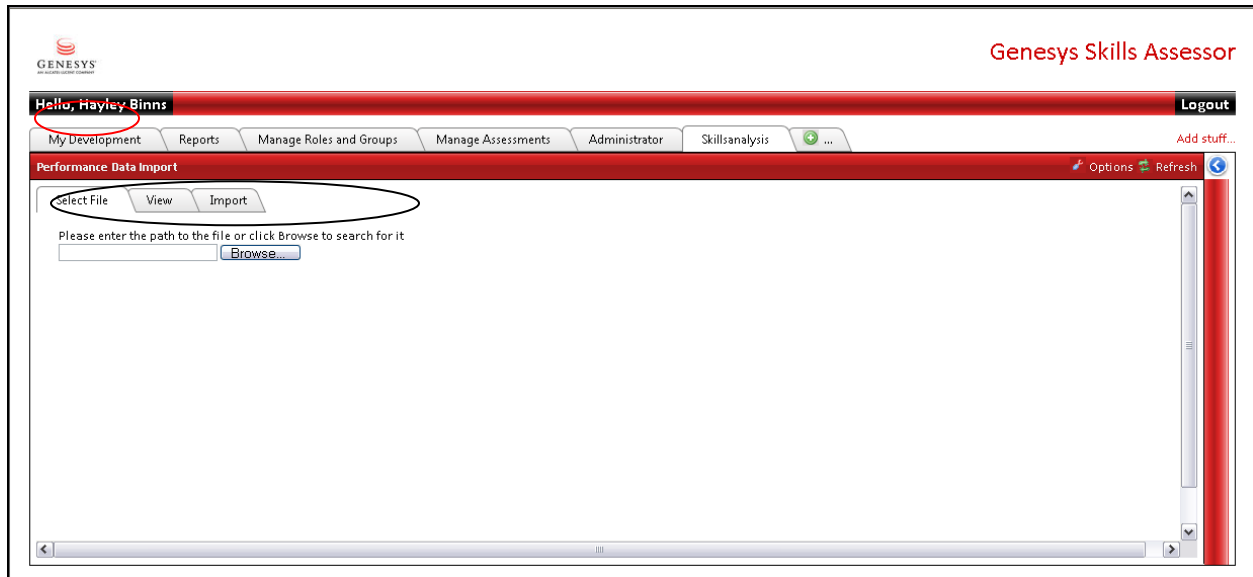 GENESYS
AN ALCATEL-LUCENT COMPANY
Genesys Skills Assessor
Hello, Hayley Binns
Logout
My Development Reports Manage Roles and Groups Manage Assessments Administrator Skillsanalysis ... Add stuff...
Performance Data Import Options Refresh
Select File View Import
Please enter the path to the file or click Browse to search for it
Browse...